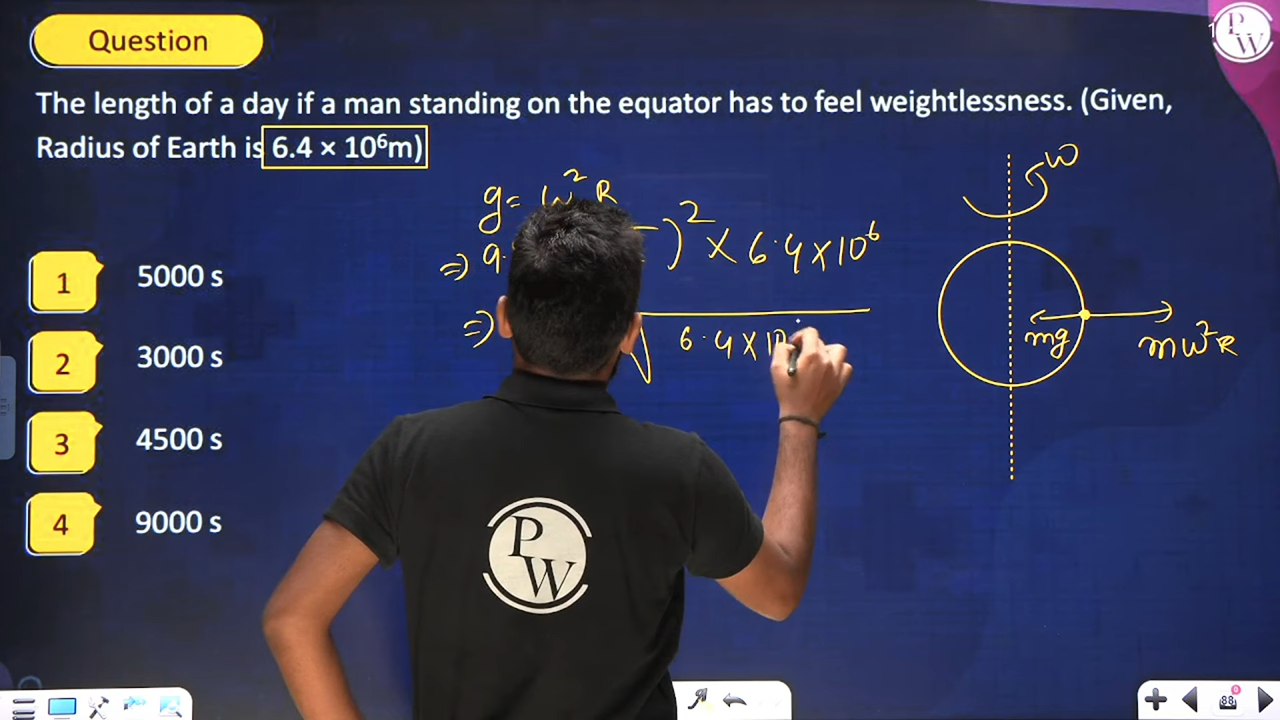 Question
The length of a day if a man standing on the equator has to feel weightlessness. (Given,
Radius of Earth is 6.4 × 10⁶m)
1 5000 s
2 3000 s
3 4500 s
4 9000 s
g = ω² R
⇒ 9. )² × 6.4 × 10⁶
⇒ √ 6.4 × 10
ω
mg
mω²R
PW
PW
88